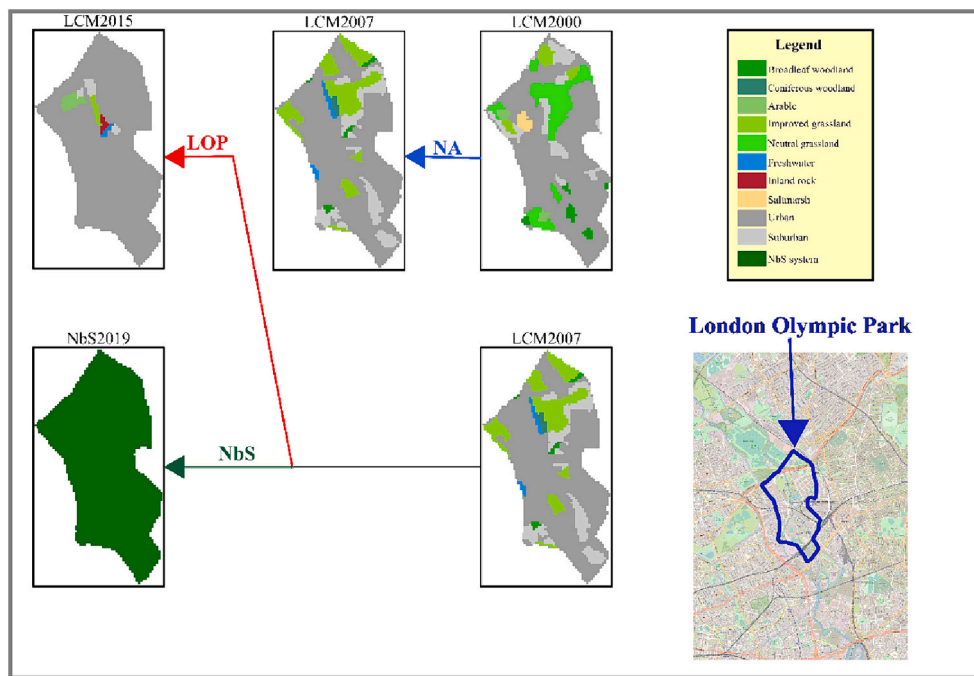 LCM2015
LCM2007
LCM2000
LOP
NA
Legend
Broadleaf woodland
Coniferous woodland
Arable
Improved grassland
Neutral grassland
Freshwater
Inland rock
Saltmarsh
Urban
Suburban
NbS system
NbS2019
LCM2007
NbS
London Olympic Park